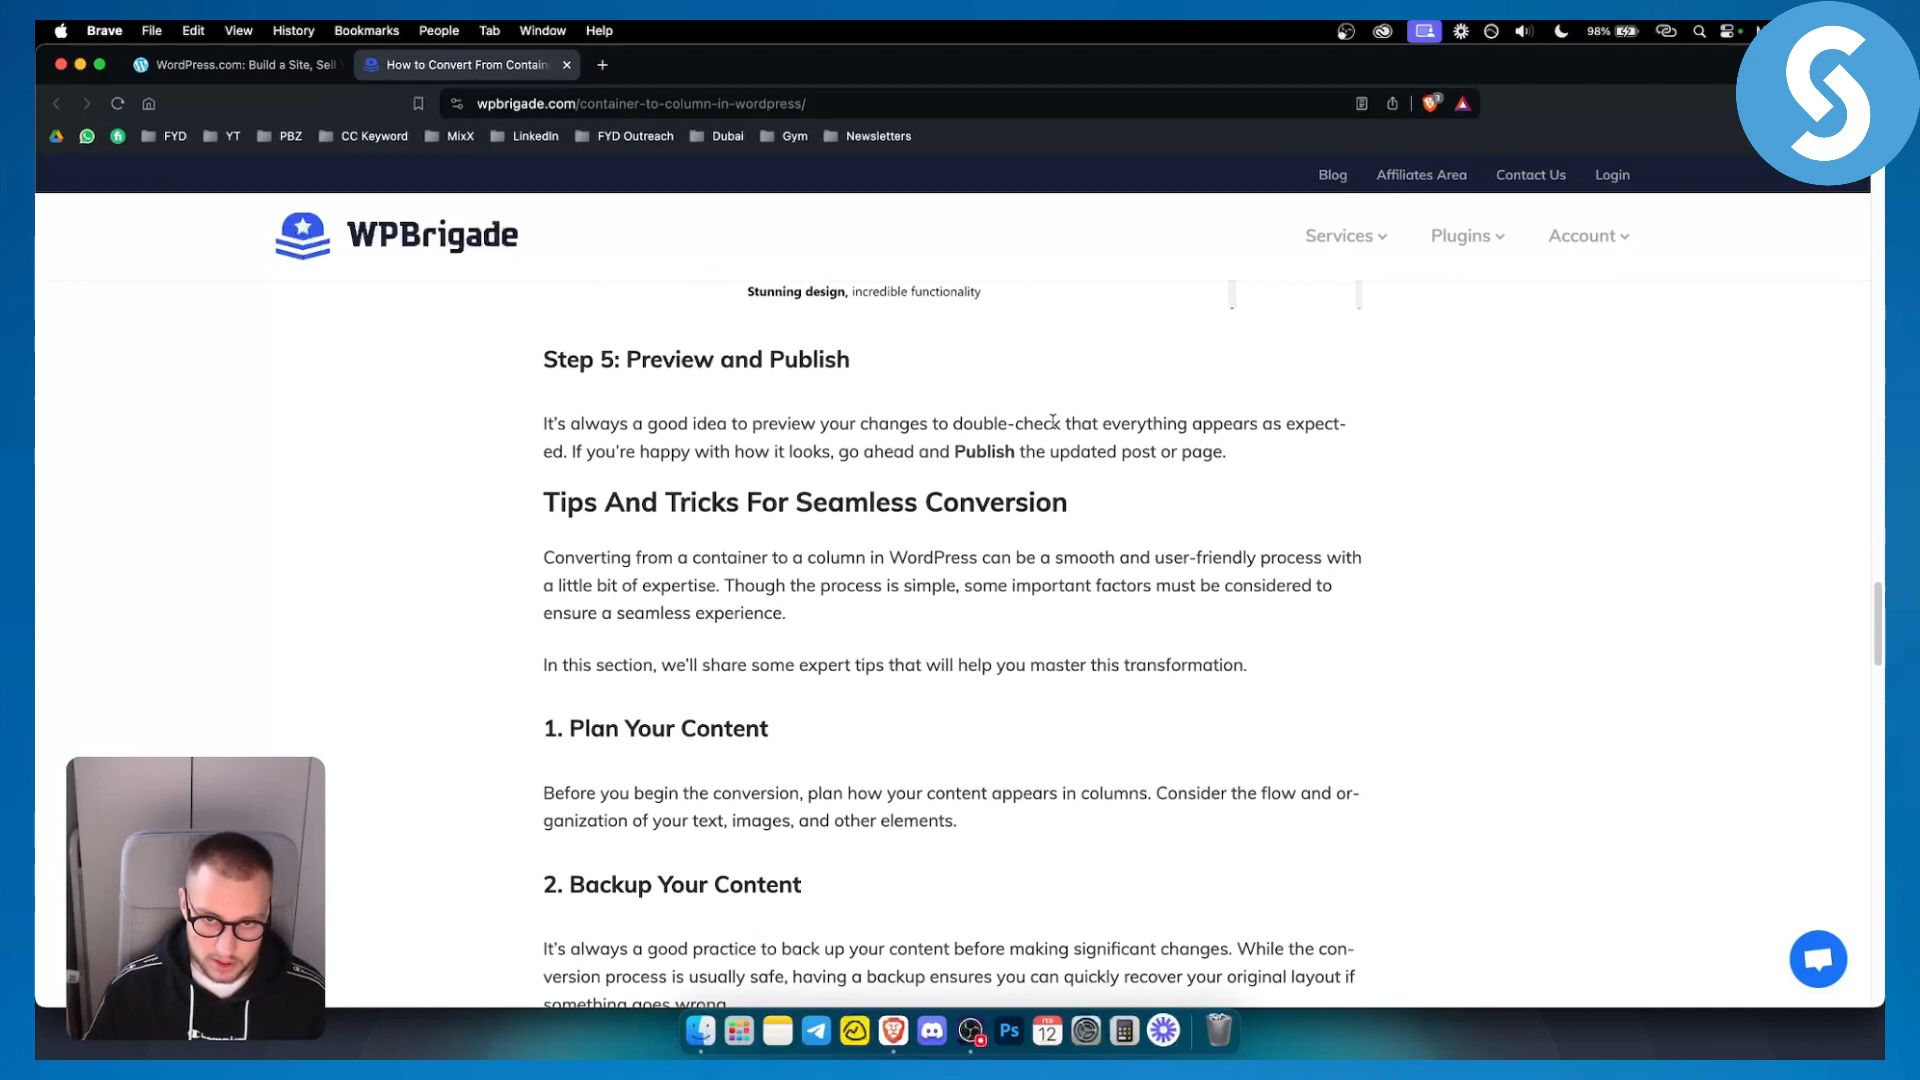 Brave File Edit View History Bookmarks People Tab Window Help
98%
WordPress.com: Build a Site, Sell
How to Convert From Contain
wpbrigade.com/container-to-column-in-wordpress/
3
FYD YT PBZ CC Keyword MixX LinkedIn FYD Outreach Dubai Gym Newsletters
Blog Affiliates Area Contact Us Login
WPBrigade
Services Plugins Account
Stunning design, incredible functionality
Step 5: Preview and Publish
It's always a good idea to preview your changes to double-check that everything appears as expect-
ed. If you're happy with how it looks, go ahead and Publish the updated post or page.
Tips And Tricks For Seamless Conversion
Converting from a container to a column in WordPress can be a smooth and user-friendly process with
a little bit of expertise. Though the process is simple, some important factors must be considered to
ensure a seamless experience.
In this section, we'll share some expert tips that will help you master this transformation.
1. Plan Your Content
Before you begin the conversion, plan how your content appears in columns. Consider the flow and or-
ganization of your text, images, and other elements.
2. Backup Your Content
It's always a good practice to back up your content before making significant changes. While the con-
version process is usually safe, having a backup ensures you can quickly recover your original layout if
something goes wrong.
Champion
Ps
FEB
12